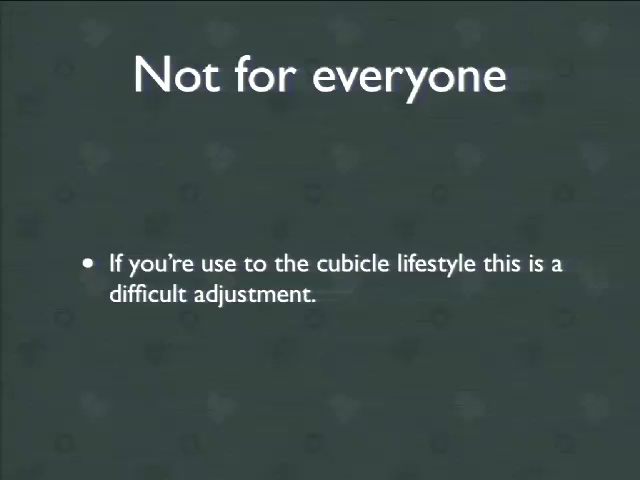 Not for everyone
• If you're use to the cubicle lifestyle this is a
difficult adjustment.